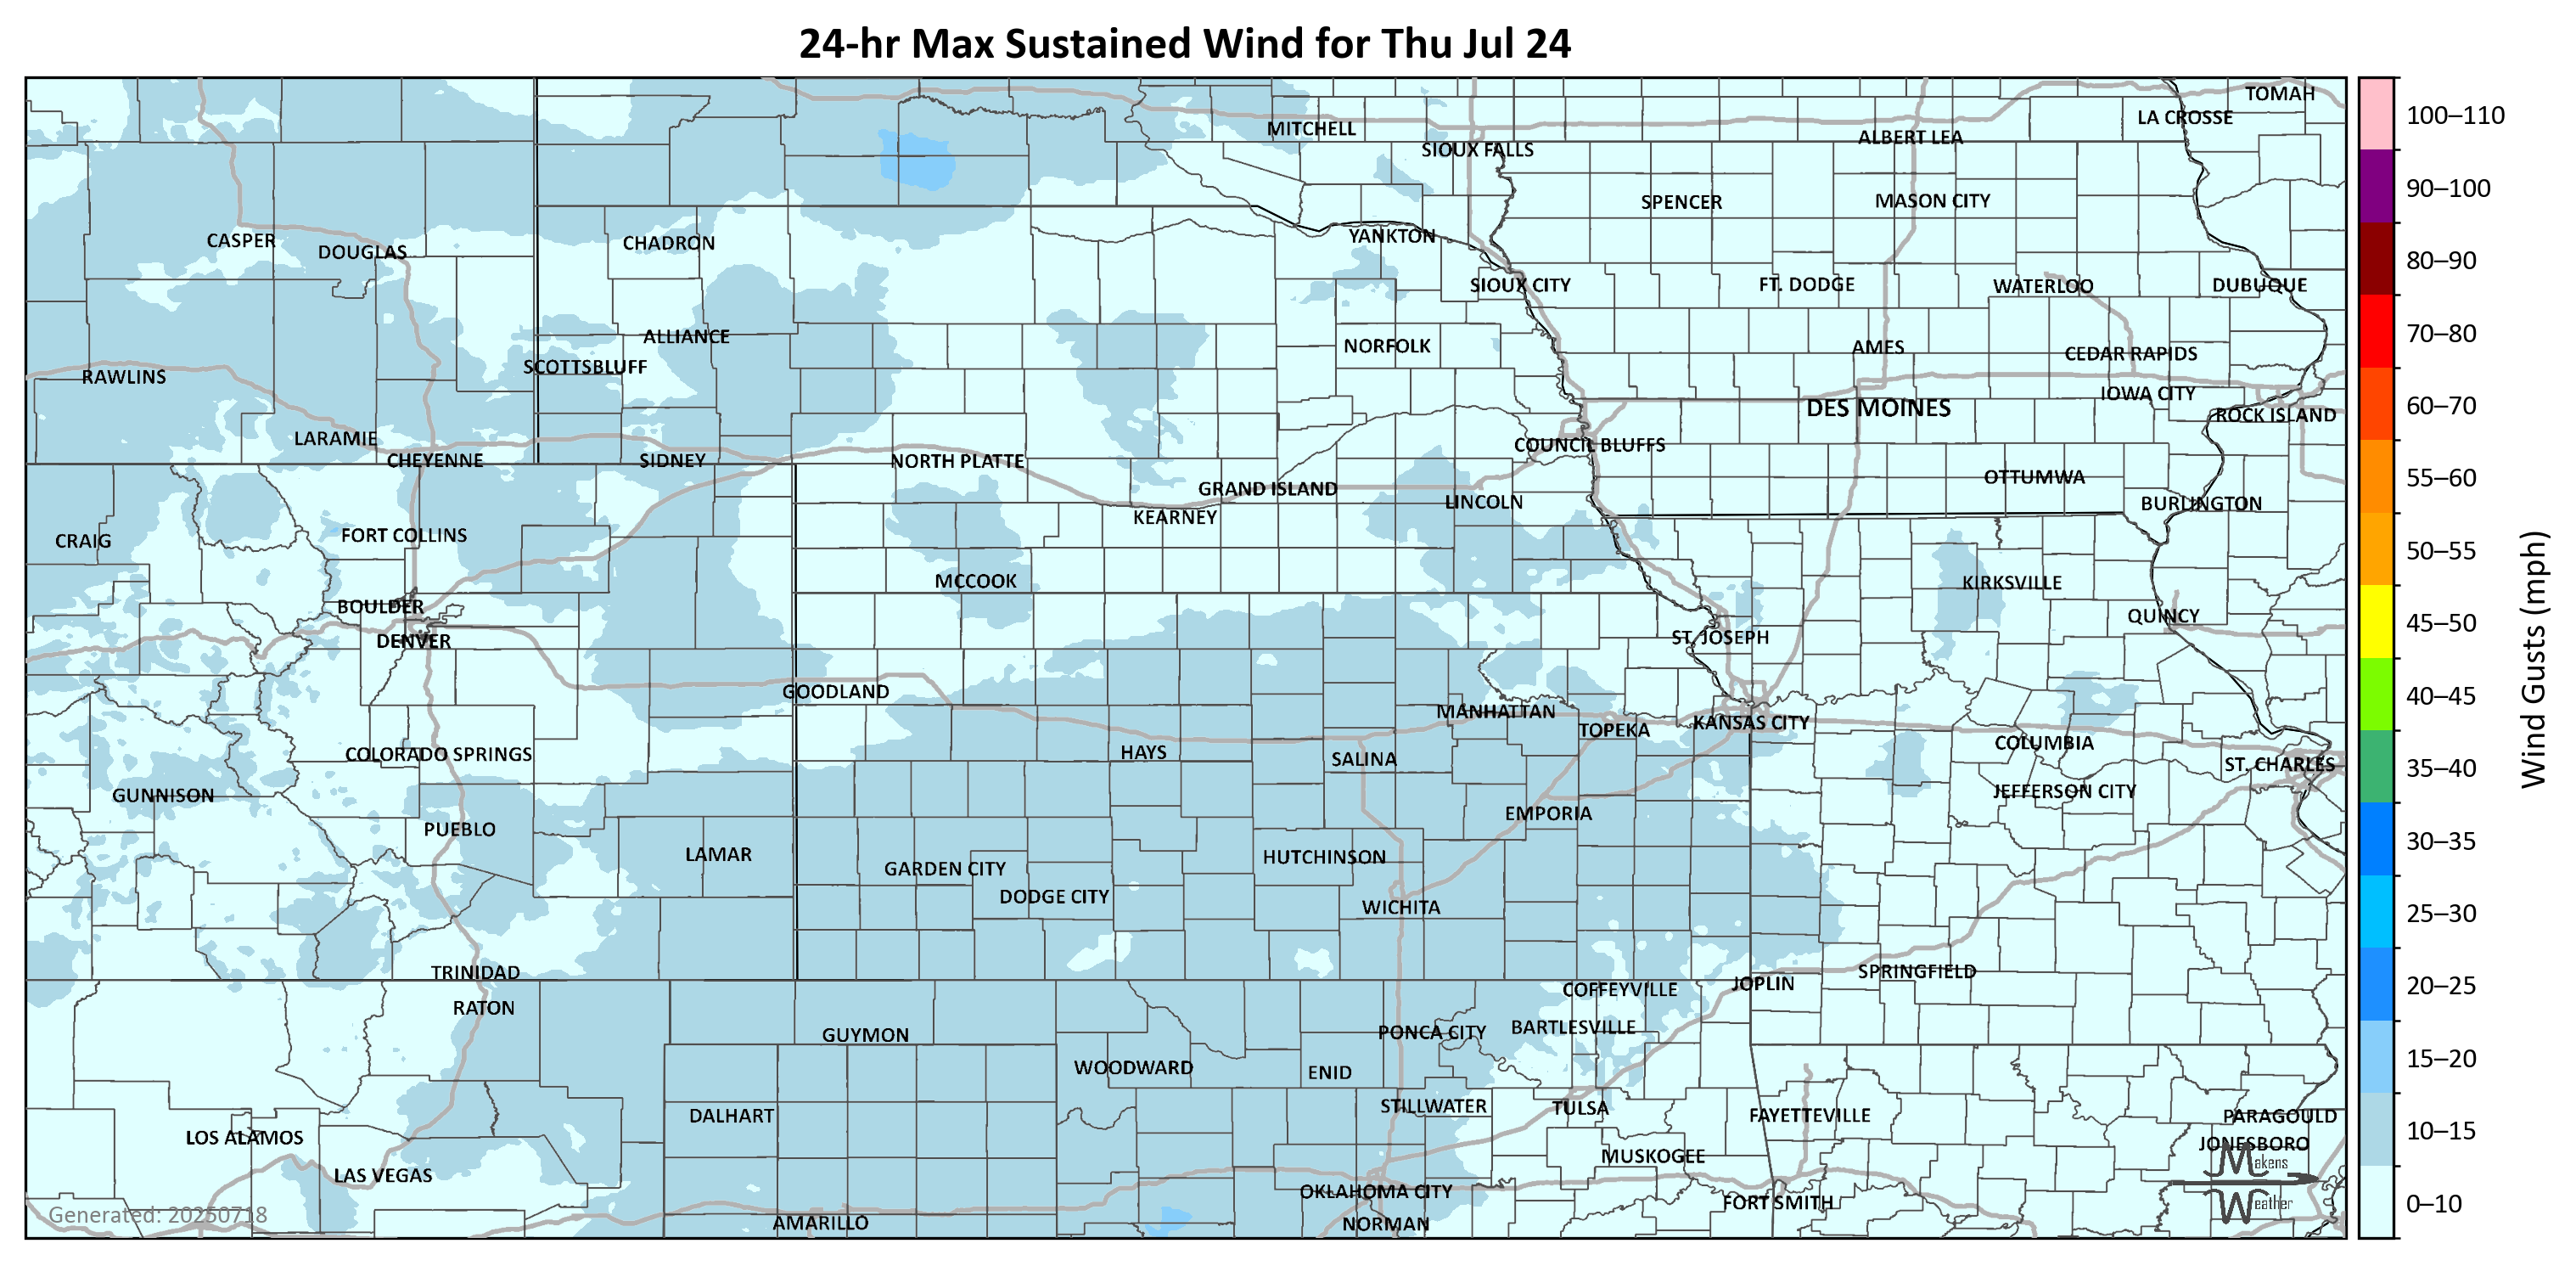 24-hr Max Sustained Wind for Thu Jul 24
TOMAH
LA CROSSE
MITCHELL
ALBERT LEA
SIOUX FALLS
SPENCER
MASON CITY
CASPER
DOUGLAS
CHADRON
YANKTON
SIOUX CITY
FT. DODGE
WATERLOO
DUBUQUE
ALLIANCE
NORFOLK
AMES
CEDAR RAPIDS
SCOTTSBLUFF
RAWLINS
IOWA CITY
DES MOINES
ROCK ISLAND
LARAMIE
COUNCIL BLUFFS
CHEYENNE
SIDNEY
NORTH PLATTE
OTTUMWA
GRAND ISLAND
LINCOLN
BURLINGTON
KEARNEY
CRAIG
FORT COLLINS
MCCOOK
KIRKSVILLE
BOULDER
QUINCY
DENVER
ST. JOSEPH
GOODLAND
MANHATTAN
TOPEKA
KANSAS CITY
COLUMBIA
COLORADO SPRINGS
HAYS
SALINA
ST. CHARLES
GUNNISON
JEFFERSON CITY
EMPORIA
PUEBLO
LAMAR
HUTCHINSON
GARDEN CITY
DODGE CITY
WICHITA
TRINIDAD
SPRINGFIELD
JOPLIN
COFFEYVILLE
RATON
BARTLESVILLE
GUYMON
PONCA CITY
WOODWARD
ENID
STILLWATER
TULSA
DALHART
FAYETTEVILLE
PARAGOULD
LOS ALAMOS
JONESBORO
MUSKOGEE
LAS VEGAS
OKLAHOMA CITY
FORT SMITH
AMARILLO
NORMAN
Generated: 20250718
Makens
Weather
100–110
90–100
80–90
70–80
60–70
55–60
50–55
45–50
40–45
35–40
30–35
25–30
20–25
15–20
10–15
0–10
Wind Gusts (mph)